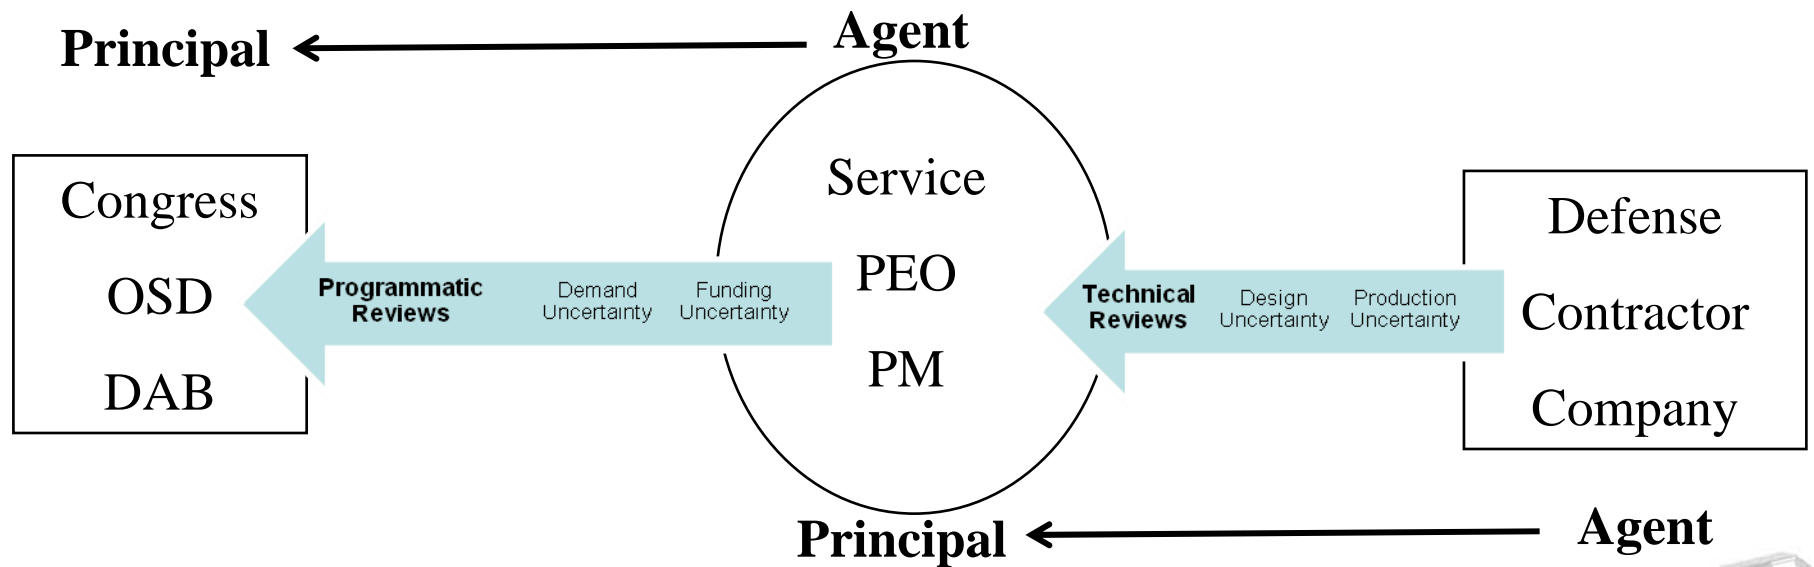 Principal
Agent
Congress
OSD
DAB
Programmatic
Reviews
Demand
Uncertainty
Funding
Uncertainty
Service
PEO
PM
Technical
Reviews
Design
Uncertainty
Production
Uncertainty
Defense
Contractor
Company
Principal
Agent